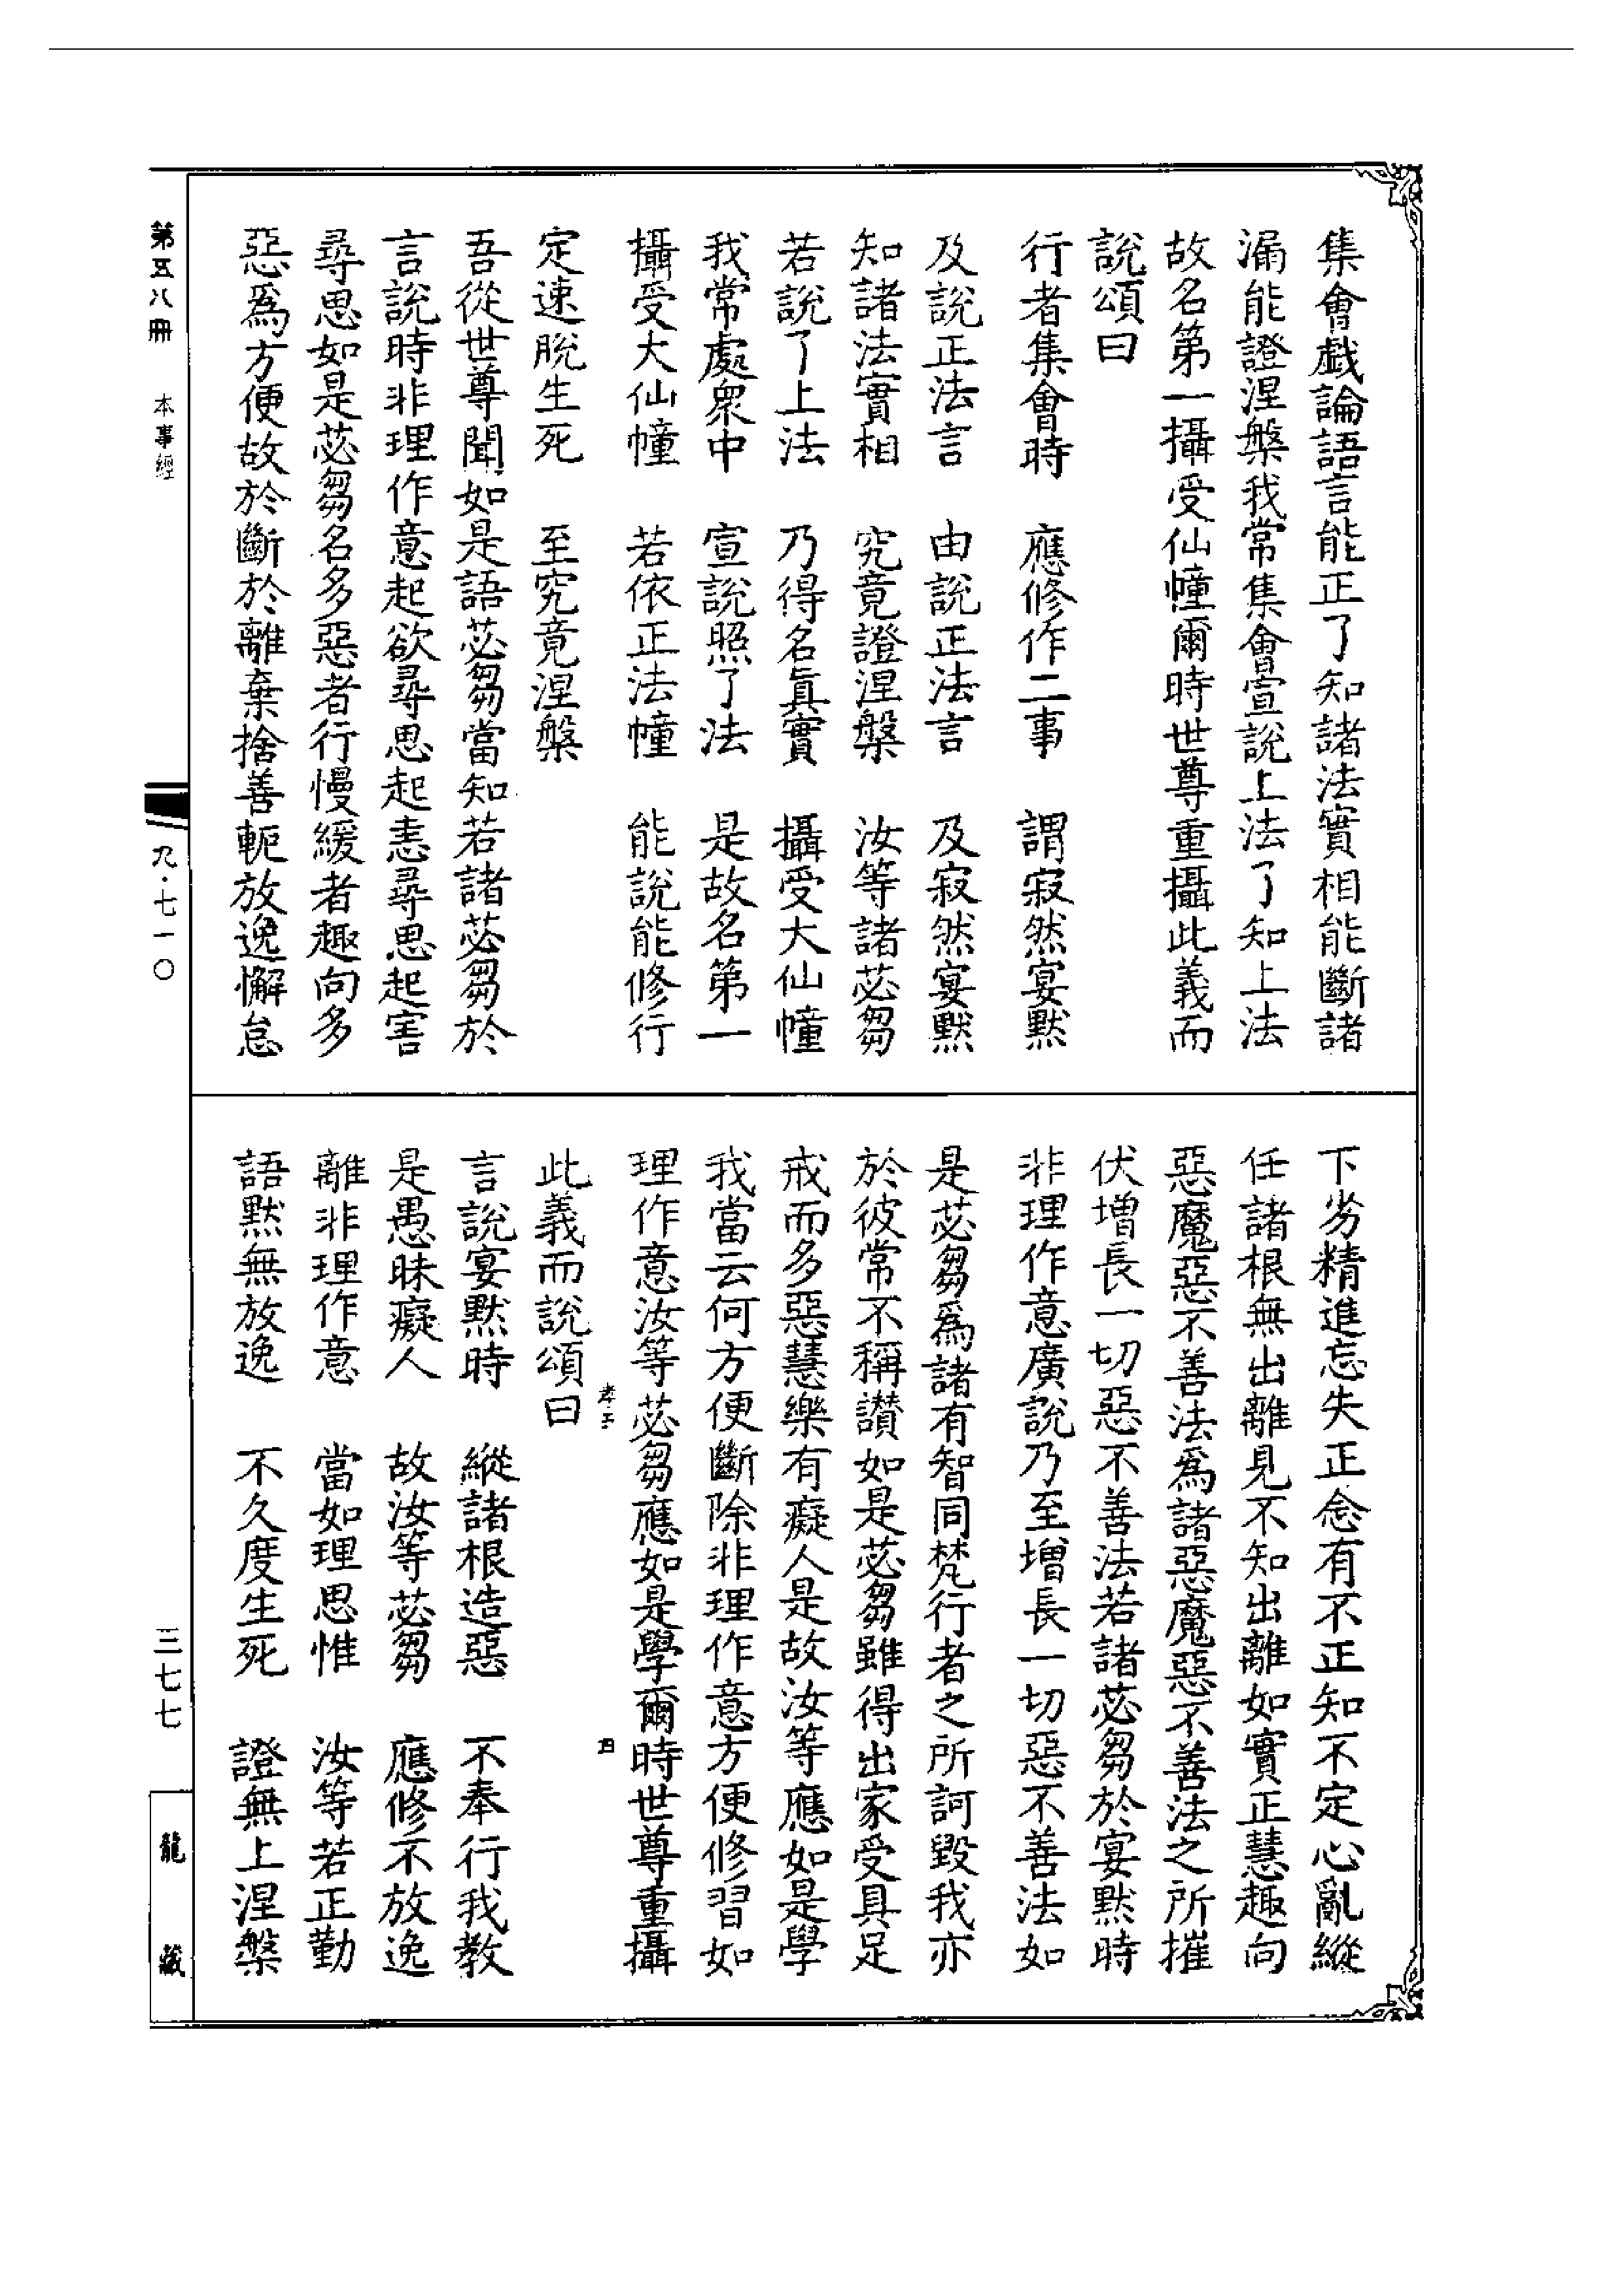 集會戱論語言能正了知諸法實相能斷諸
漏能證涅槃我常集會宣說上法了知上法
故名第一攝受仙幢爾時世尊重攝此義而
說頌曰
行者集會時　應修作二事　謂寂然宴默
及說正法言　由說正法言　及寂然宴默
知諸法實相　究竟證涅槃　汝等諸苾芻
若說了上法　乃得名眞實　攝受大仙幢
我常處衆中　宣說照了法　是故名第一
攝受大仙幢　若依正法幢　能說能修行
定速脫生死　至究竟涅槃
吾從世尊聞如是語苾芻當知若諸苾芻於
言說時非理作意起欲尋思起恚尋思起害
尋思如是苾芻名多惡者行慢緩者趣向多
惡爲方便故於斷於離棄捨善軛放逸懈怠
下劣精進忘失正念有不正知不定心亂縱
任諸根無出離見不知出離如實正慧趣向
惡魔惡不善法爲諸惡魔惡不善法之所摧
伏增長一切惡不善法若諸苾芻於宴默時
非理作意廣說乃至增長一切惡不善法如
是苾芻爲諸有智同梵行者之所訶毀我亦
於彼常不稱讃如是苾芻雖得出家受具足
戒而多惡慧樂有癡人是故汝等應如是學
我當云何方便斷除非理作意方便修習如
理作意汝等苾芻應如是學爾時世尊重攝
此義而說頌曰
言說宴默時　縱諸根造惡　不奉行我教
是愚昧癡人　故汝等苾芻　應修不放逸
離非理作意　當如理思惟　汝等若正勤
語默無放逸　不久度生死　證無上涅槃
第五八冊　本事經
九·七一〇
三七七
龍藏